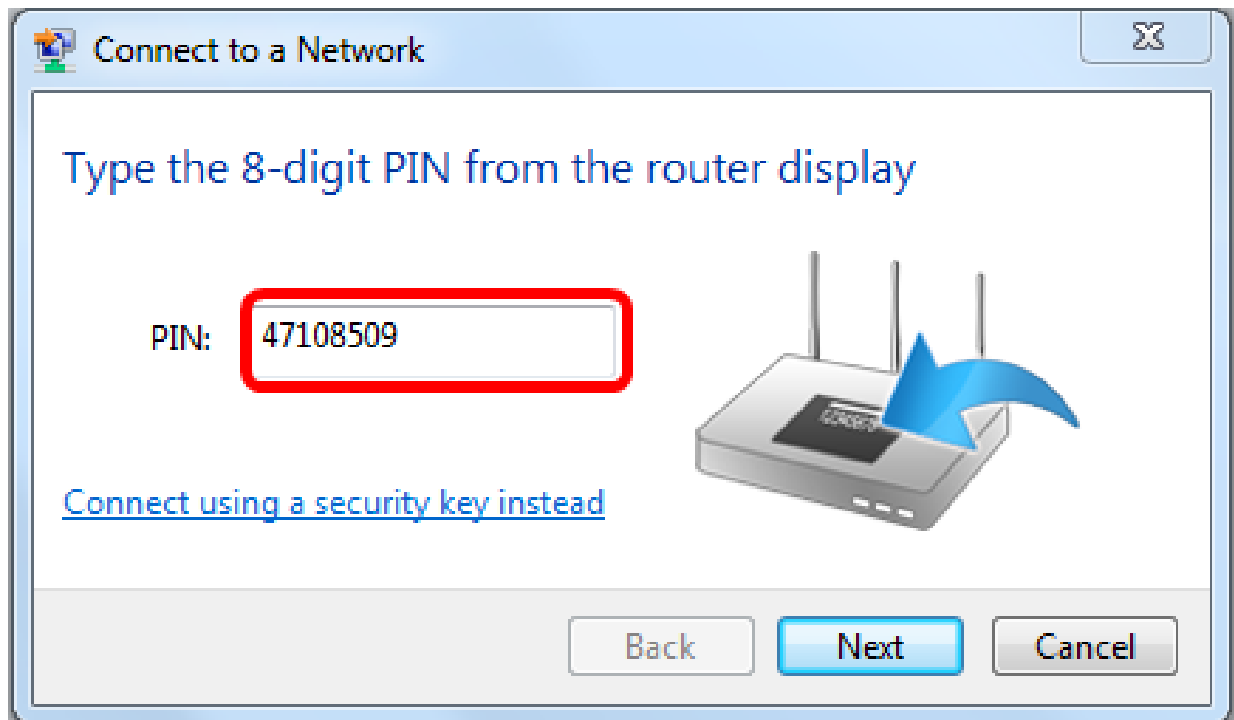 Connect to a Network
Type the 8-digit PIN from the router display
PIN: 47108509
Connect using a security key instead
Back Next Cancel